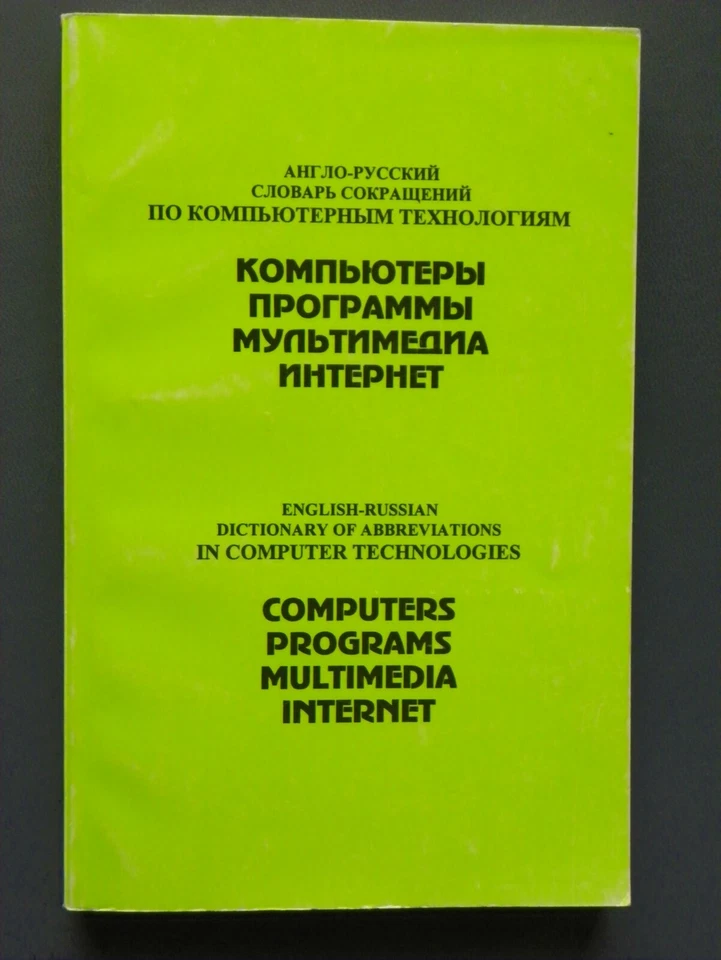 АНГЛО-РУССКИЙ
СЛОВАРЬ СОКРАЩЕНИЙ
ПО КОМПЬЮТЕРНЫМ ТЕХНОЛОГИЯМ
КОМПЬЮТЕРЫ
ПРОГРАММЫ
МУЛЬТИМЕДИА
ИНТЕРНЕТ
ENGLISH-RUSSIAN
DICTIONARY OF ABBREVIATIONS
IN COMPUTER TECHNOLOGIES
COMPUTERS
PROGRAMS
MULTIMEDIA
INTERNET